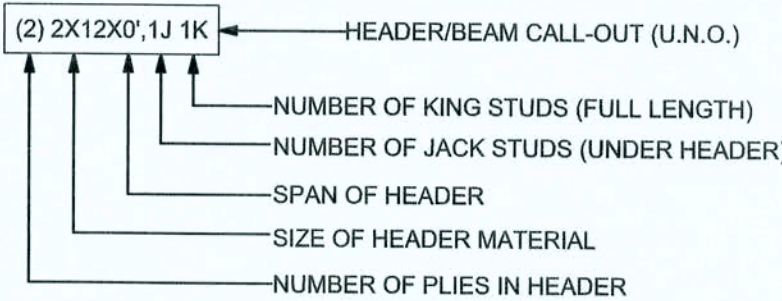 (2) 2X12X0',1J 1K
HEADER/BEAM CALL-OUT (U.N.O.)
NUMBER OF KING STUDS (FULL LENGTH)
NUMBER OF JACK STUDS (UNDER HEADER)
SPAN OF HEADER
SIZE OF HEADER MATERIAL
NUMBER OF PLIES IN HEADER